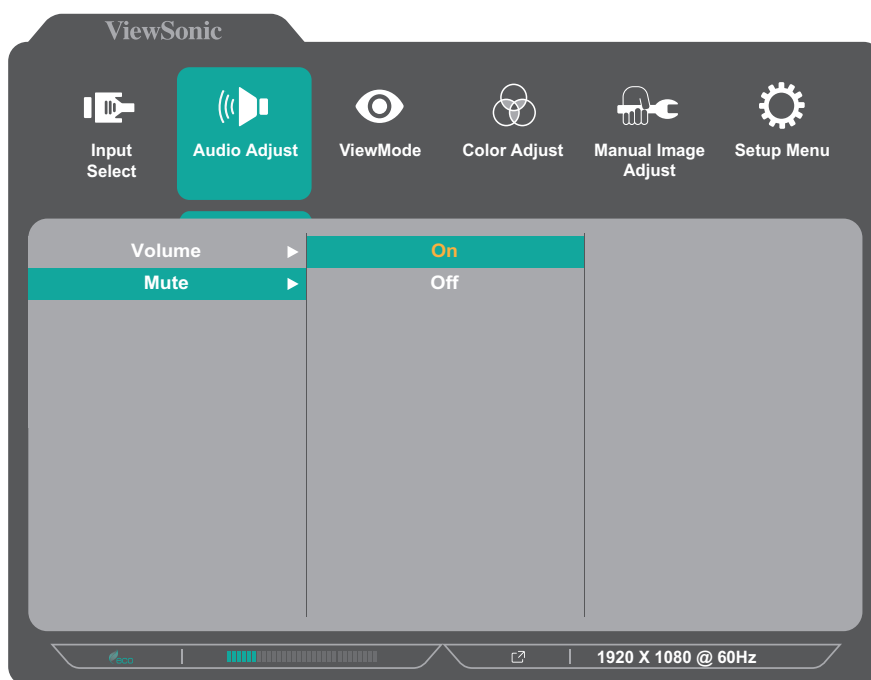 ViewSonic
Input
Select
Audio Adjust
ViewMode
Color Adjust
Manual Image
Adjust
Setup Menu
Volume
On
Mute
Off
eco
1920 X 1080 @ 60Hz